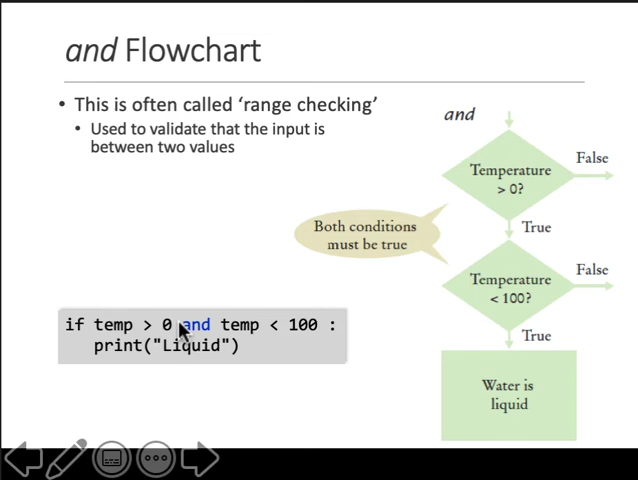 and Flowchart
• This is often called ‘range checking’
• Used to validate that the input is
between two values
if temp > 0 and temp < 100 :
print("Liquid")
and
Temperature
> 0?
False
True
Both conditions
must be true
Temperature
< 100?
False
True
Water is
liquid